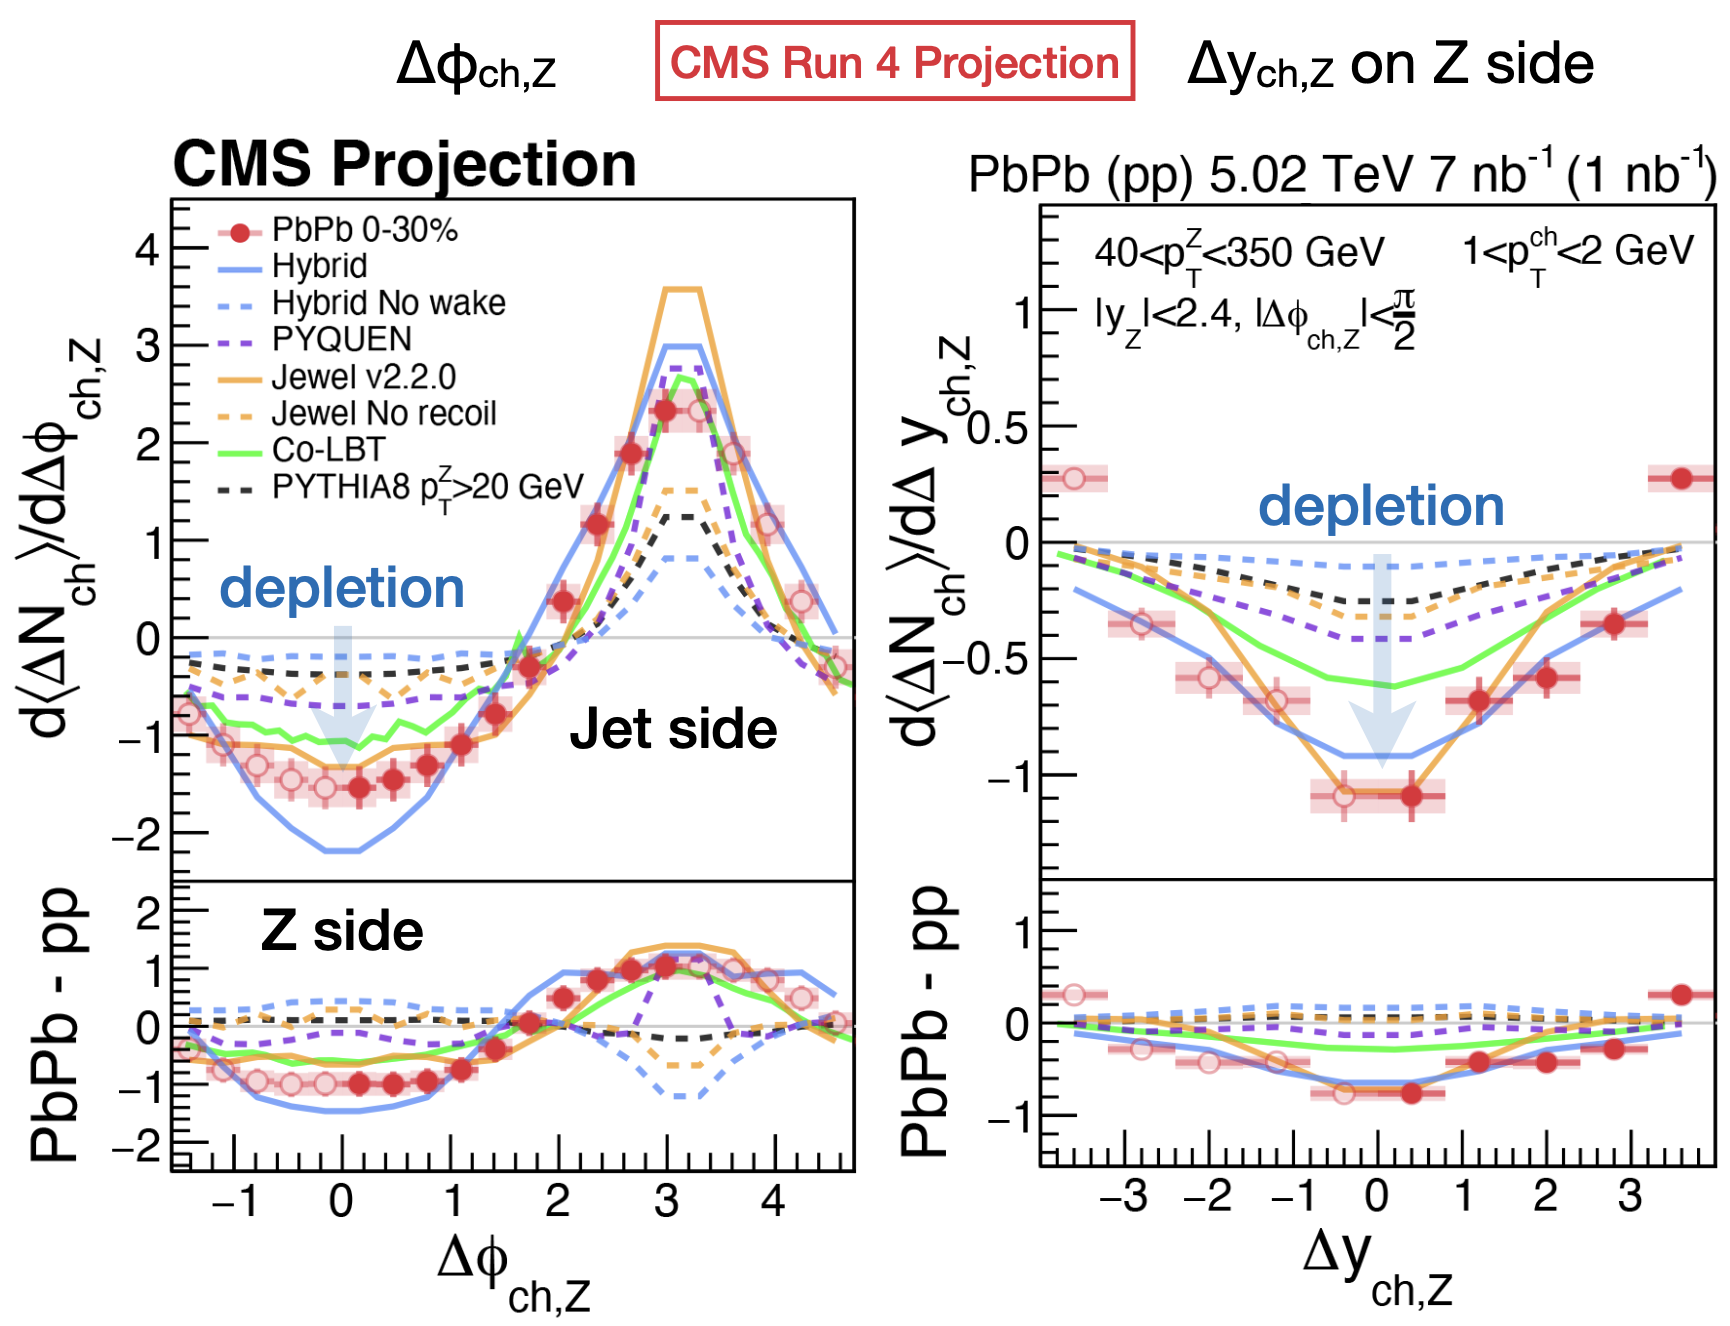 Δϕch,Z
CMS Run 4 Projection
Δych,Z on Z side
CMS Projection
PbPb (pp) 5.02 TeV 7 nb-1 (1 nb-1)
d⟨ΔNch⟩/dΔϕch,Z
4
3
2
1
0
−1
−2
PbPb 0-30%
Hybrid
Hybrid No wake
PYQUEN
Jewel v2.2.0
Jewel No recoil
Co-LBT
PYTHIA8 pTZ>20 GeV
depletion
Jet side
PbPb - pp
2
1
0
−1
−2
Z side
−1 0 1 2 3 4
Δϕch,Z
d⟨ΔNch⟩/dΔ ych,Z
1
0.5
0
−0.5
−1
40<pTZ<350 GeV
1<pTch<2 GeV
|yZ|<2.4, |Δϕch,Z|<π/2
depletion
PbPb - pp
1
0
−1
−3 −2 −1 0 1 2 3
Δych,Z